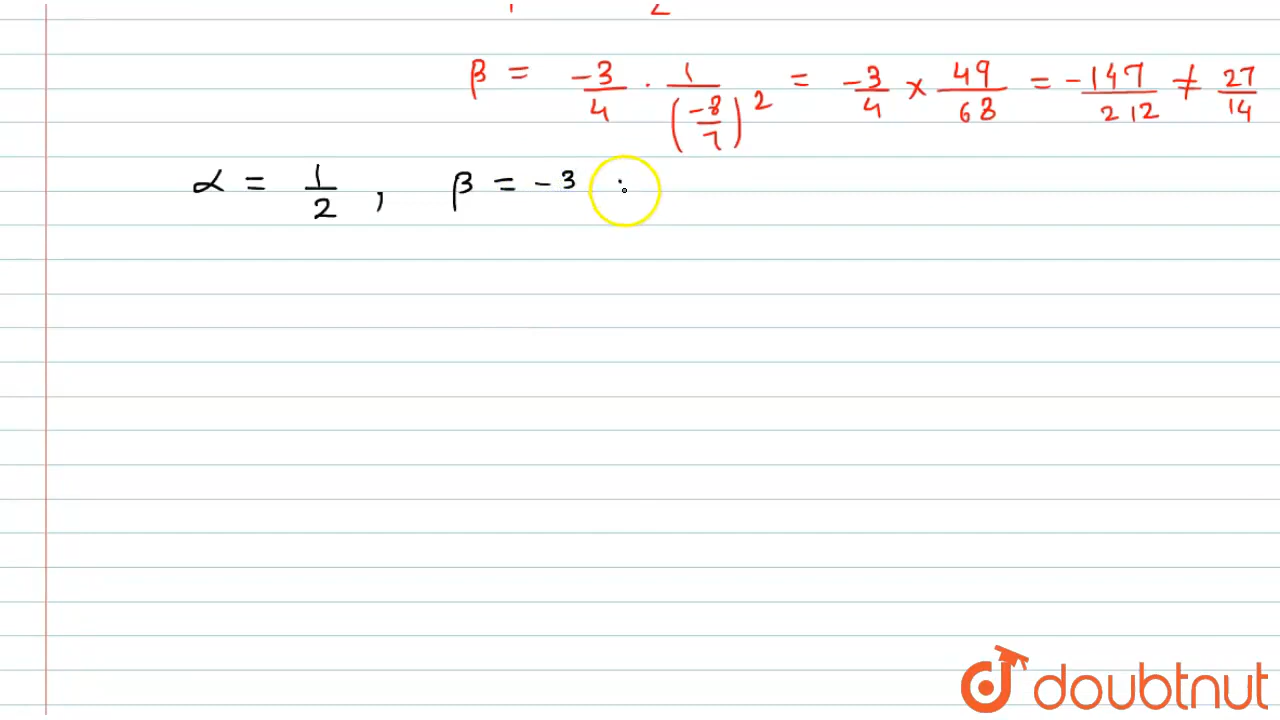 β = -3/4 · 1/(-8/7)^2 = -3/4 × 49/68 = -147/212 ≠ 27/14
α = 1/2 , β = -3
doubtnut